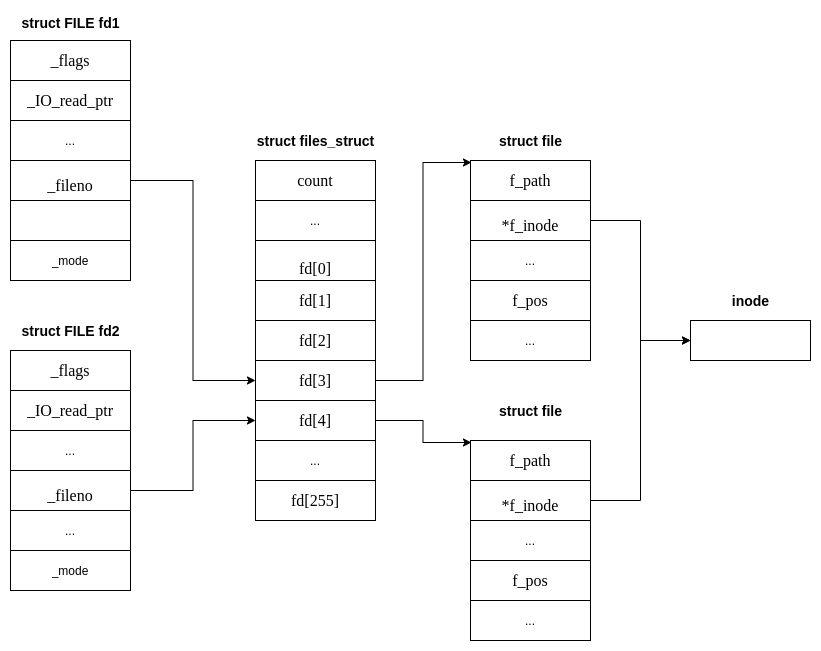 struct FILE fd1
_flags
_IO_read_ptr
...
_fileno
_mode
struct FILE fd2
_flags
_IO_read_ptr
...
_fileno
...
_mode
struct files_struct
count
...
fd[0]
fd[1]
fd[2]
fd[3]
fd[4]
...
fd[255]
struct file
f_path
*f_inode
...
f_pos
...
struct file
f_path
*f_inode
...
f_pos
...
inode